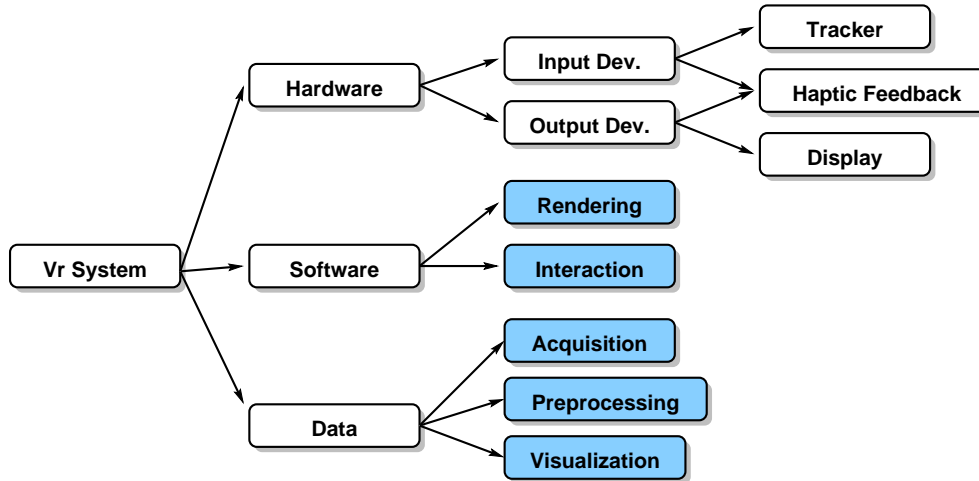 Tracker
Input Dev.
Hardware
Haptic Feedback
Output Dev.
Display
Rendering
Vr System
Software
Interaction
Acquisition
Preprocessing
Data
Visualization